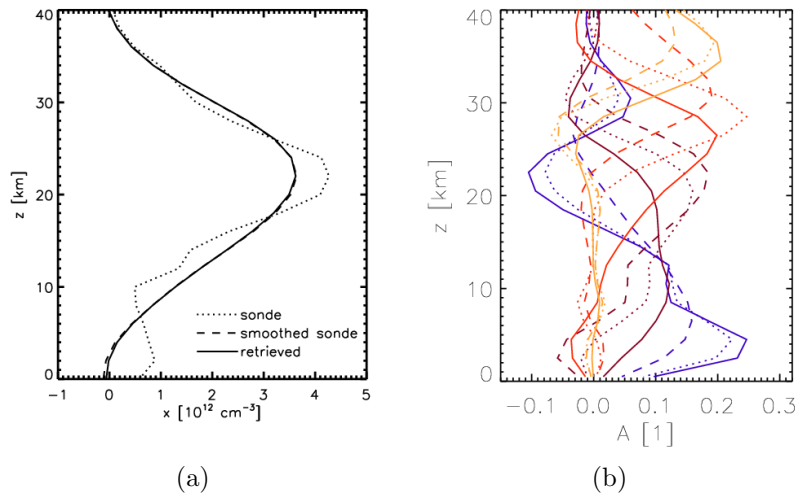 40
30
20
10
0
z [km]
sonde
smoothed sonde
retrieved
−1 0 1 2 3 4 5
x [10¹² cm⁻³]
(a)
40
30
20
10
0
z [km]
−0.1 0.0 0.1 0.2 0.3
A [1]
(b)